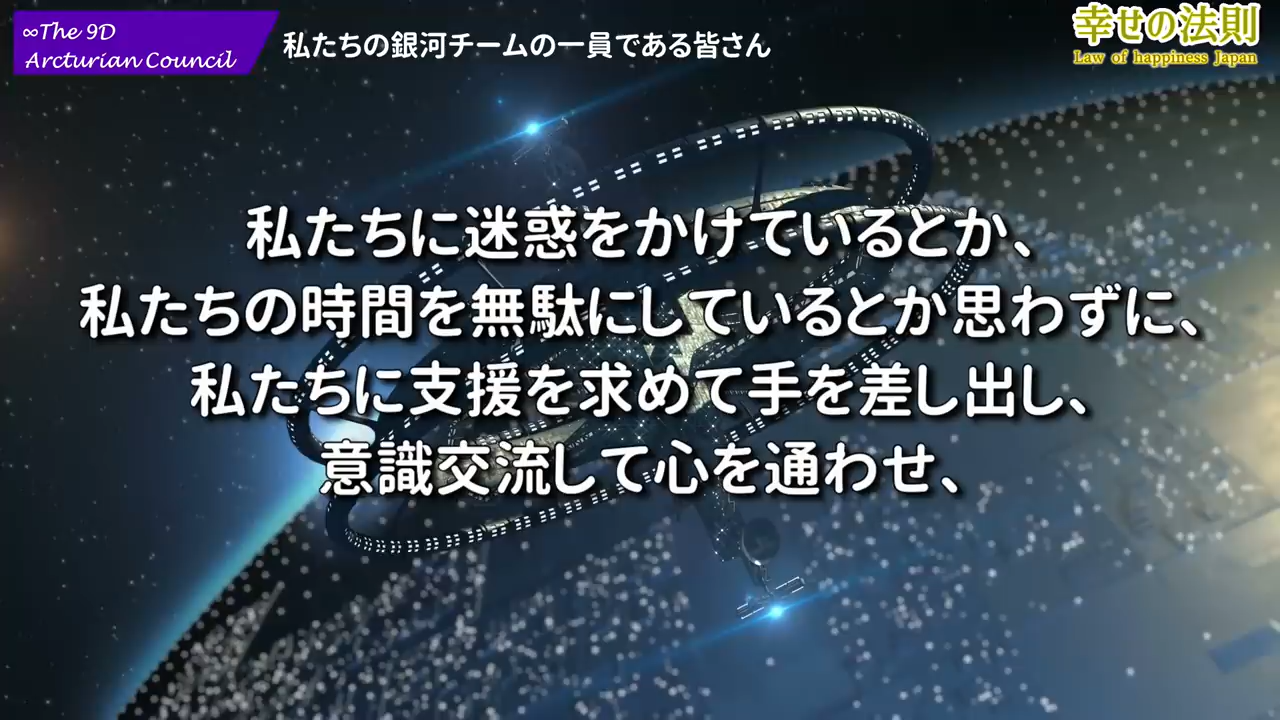 ∞The 9D
Arcturian Council
私たちの銀河チームの一員である皆さん
幸せの法則
Law of happiness Japan
私たちに迷惑をかけているとか、
私たちの時間を無駄にしているとか思わずに、
私たちに支援を求めて手を差し出し、
意識交流して心を通わせ、